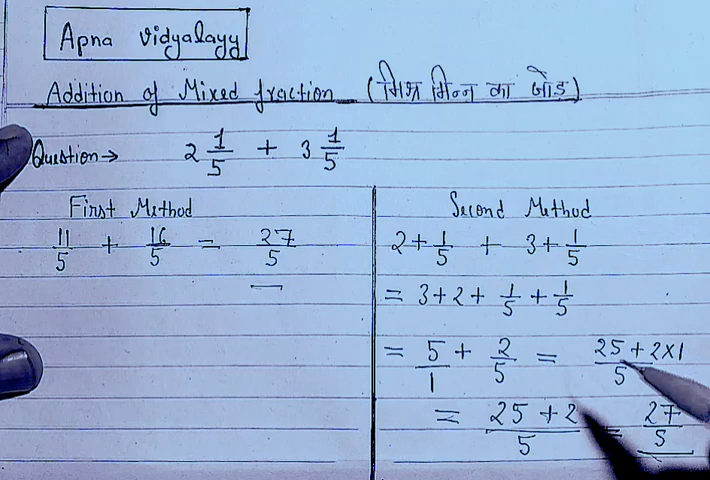 Apna Vidyalayy
Addition of Mixed fraction (मिश्र भिन्न का जोड़)
Question→ 2 1/5 + 3 1/5
First Method
11/5 + 16/5 = 27/5
Second Method
2+1/5 + 3+1/5
= 3+2+ 1/5 + 1/5
= 5/1 + 2/5 = 25+2×1/5
= 25+2/5 = 27/5